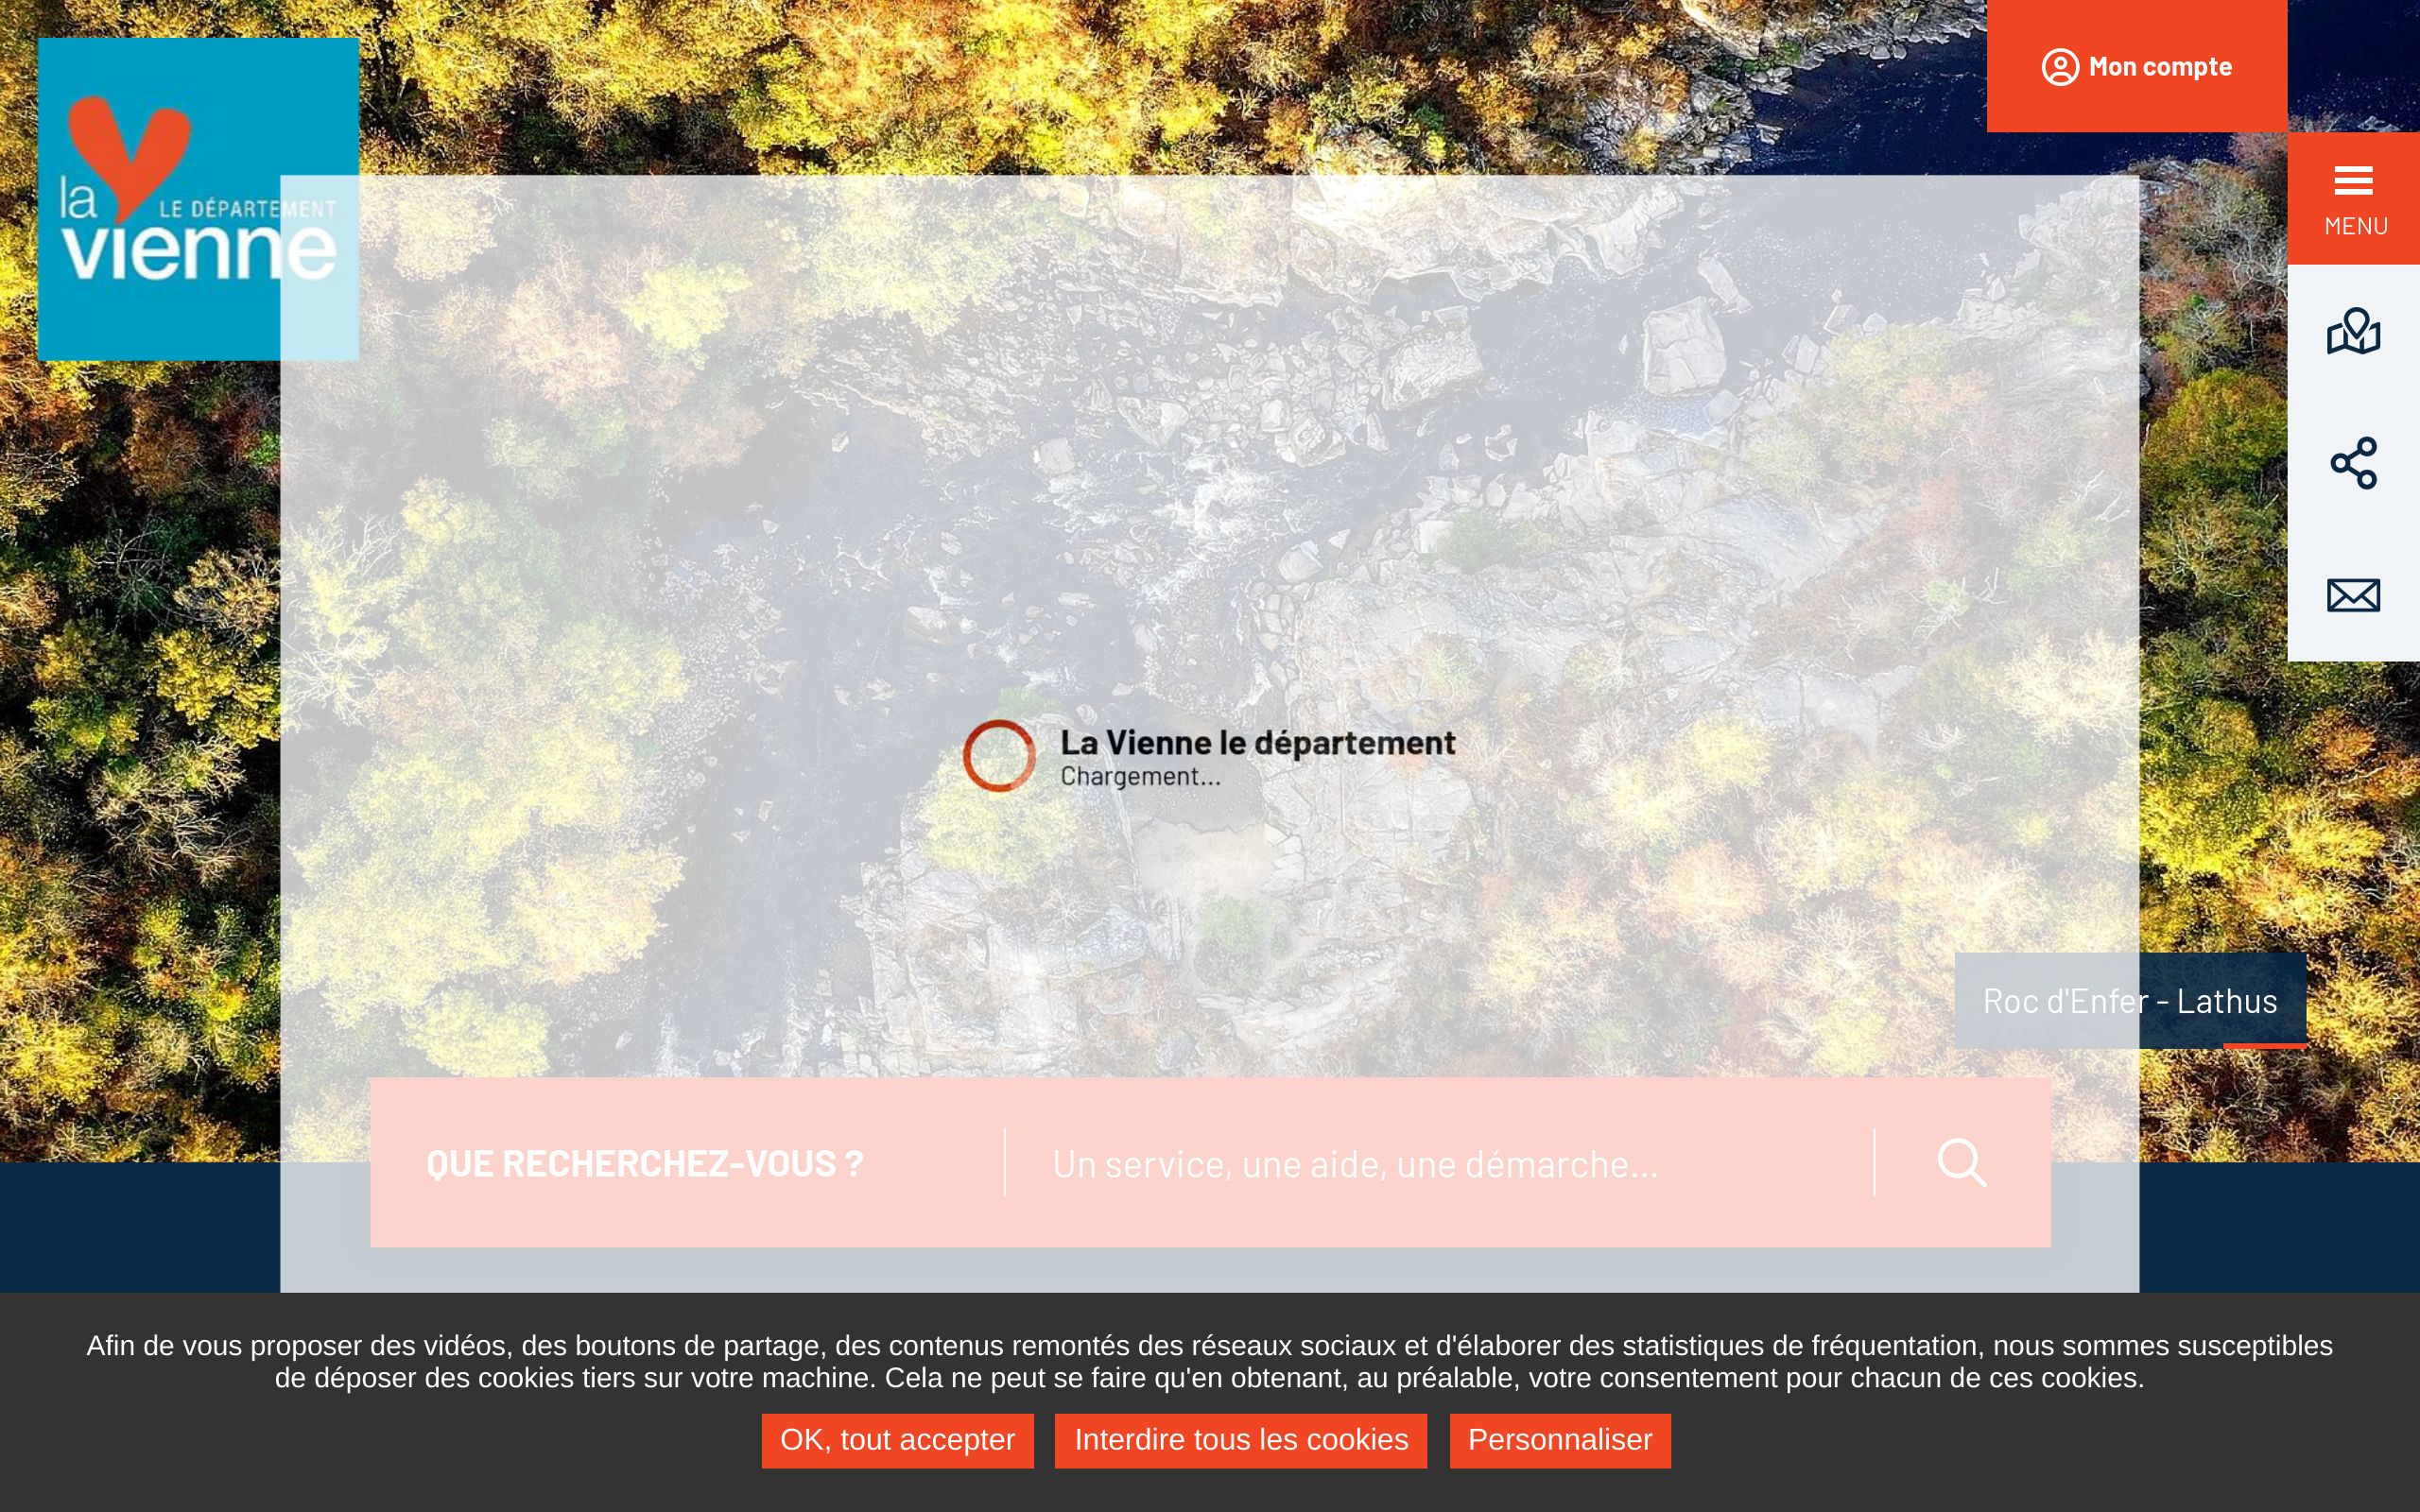 Mon compte
la
LE DÉPARTEMENT
vienne
MENU
La Vienne le département
Chargement...
Roc d'Enfer - Lathus
QUE RECHERCHEZ-VOUS ?
Un service, une aide, une démarche...
Afin de vous proposer des vidéos, des boutons de partage, des contenus remontés des réseaux sociaux et d'élaborer des statistiques de fréquentation, nous sommes susceptibles
de déposer des cookies tiers sur votre machine. Cela ne peut se faire qu'en obtenant, au préalable, votre consentement pour chacun de ces cookies.
OK, tout accepter
Interdire tous les cookies
Personnaliser